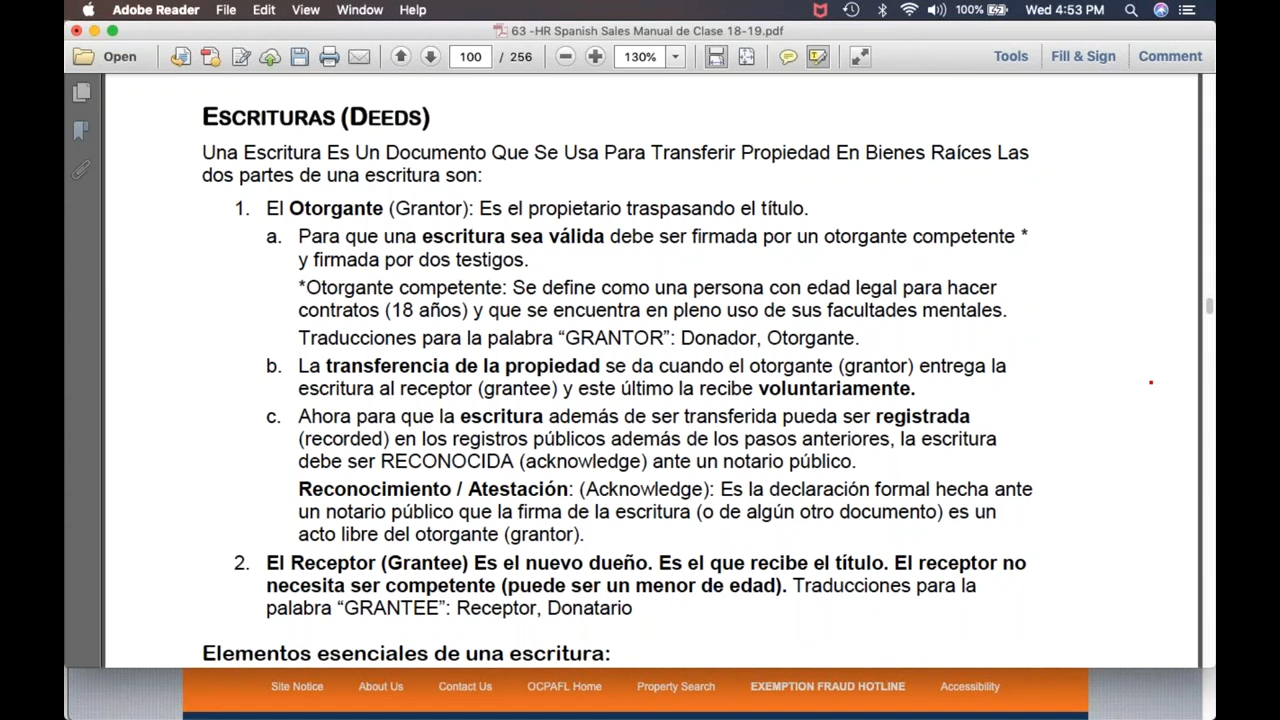 Adobe Reader File Edit View Window Help 100% Wed 4:53 PM
63 -HR Spanish Sales Manual de Clase 18-19.pdf
Open 100 / 256 130% Tools Fill & Sign Comment
ESCRITURAS (DEEDS)
Una Escritura Es Un Documento Que Se Usa Para Transferir Propiedad En Bienes Raíces Las
dos partes de una escritura son:
1. El Otorgante (Grantor): Es el propietario traspasando el título.
a. Para que una escritura sea válida debe ser firmada por un otorgante competente *
y firmada por dos testigos.
*Otorgante competente: Se define como una persona con edad legal para hacer
contratos (18 años) y que se encuentra en pleno uso de sus facultades mentales.
Traducciones para la palabra “GRANTOR”: Donador, Otorgante.
b. La transferencia de la propiedad se da cuando el otorgante (grantor) entrega la
escritura al receptor (grantee) y este último la recibe voluntariamente.
c. Ahora para que la escritura además de ser transferida pueda ser registrada
(recorded) en los registros públicos además de los pasos anteriores, la escritura
debe ser RECONOCIDA (acknowledge) ante un notario público.
Reconocimiento / Atestación: (Acknowledge): Es la declaración formal hecha ante
un notario público que la firma de la escritura (o de algún otro documento) es un
acto libre del otorgante (grantor).
2. El Receptor (Grantee) Es el nuevo dueño. Es el que recibe el título. El receptor no
necesita ser competente (puede ser un menor de edad). Traducciones para la
palabra “GRANTEE”: Receptor, Donatario
Elementos esenciales de una escritura:
Site Notice About Us Contact Us OCPAFL Home Property Search EXEMPTION FRAUD HOTLINE Accessibility